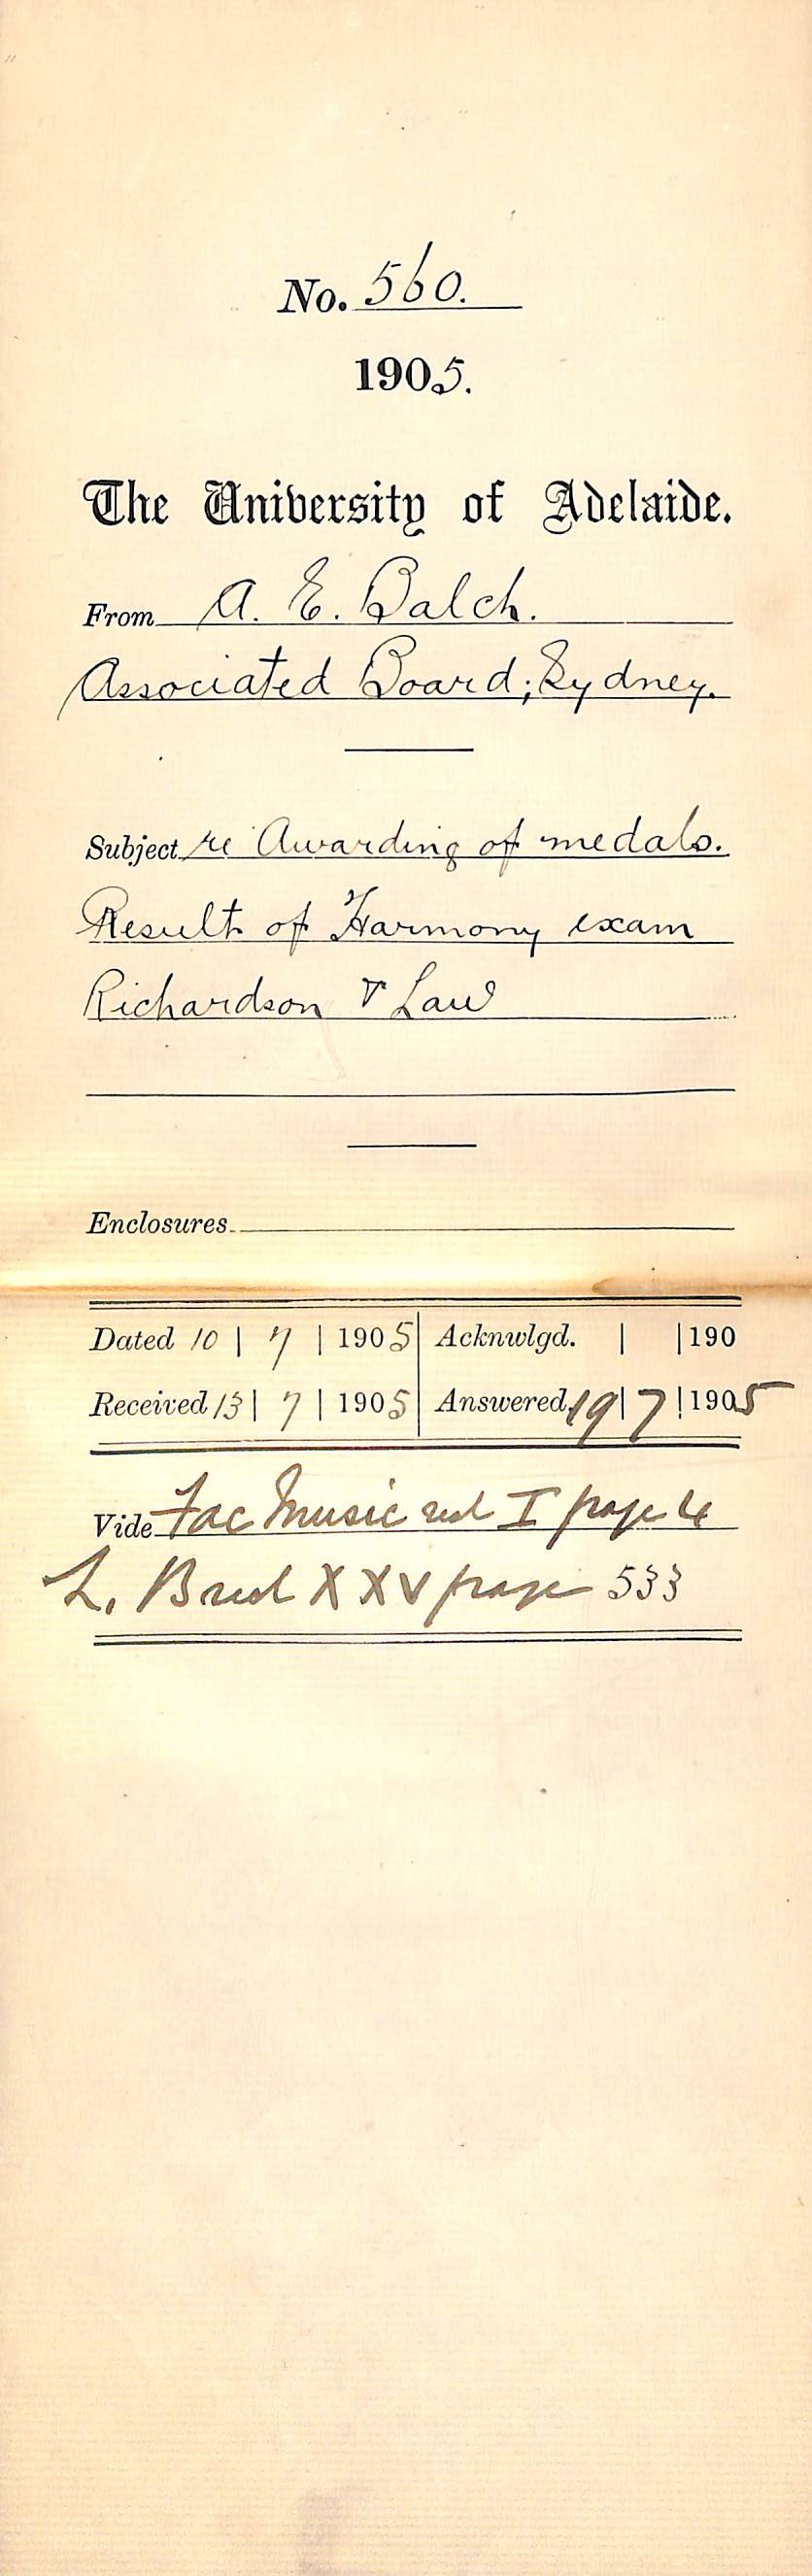 No. 560.
1905.
The University of Adelaide.
From A. E. Balch.
Associated Board; Sydney.
Subject re Awarding of medals.
Result of Harmony exam
Richardson & Law
Enclosures
Dated 10 | 7 | 1905 Acknwlgd. | | 190
Received 13 | 7 | 1905 Answered 19 | 7 | 1905
Vide Fac Music vol I page 4
L. B vol XXV page 533